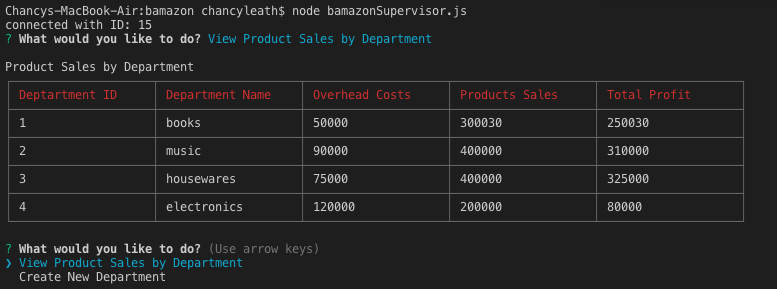 Chancys-MacBook-Air:bamazon chancyleath$ node bamazonSupervisor.js
connected with ID: 15
? What would you like to do? View Product Sales by Department
Product Sales by Department
Deptartment ID Department Name Overhead Costs Products Sales Total Profit
1 books 50000 300030 250030
2 music 90000 400000 310000
3 housewares 75000 400000 325000
4 electronics 120000 200000 80000
? What would you like to do? (Use arrow keys)
❯ View Product Sales by Department
Create New Department